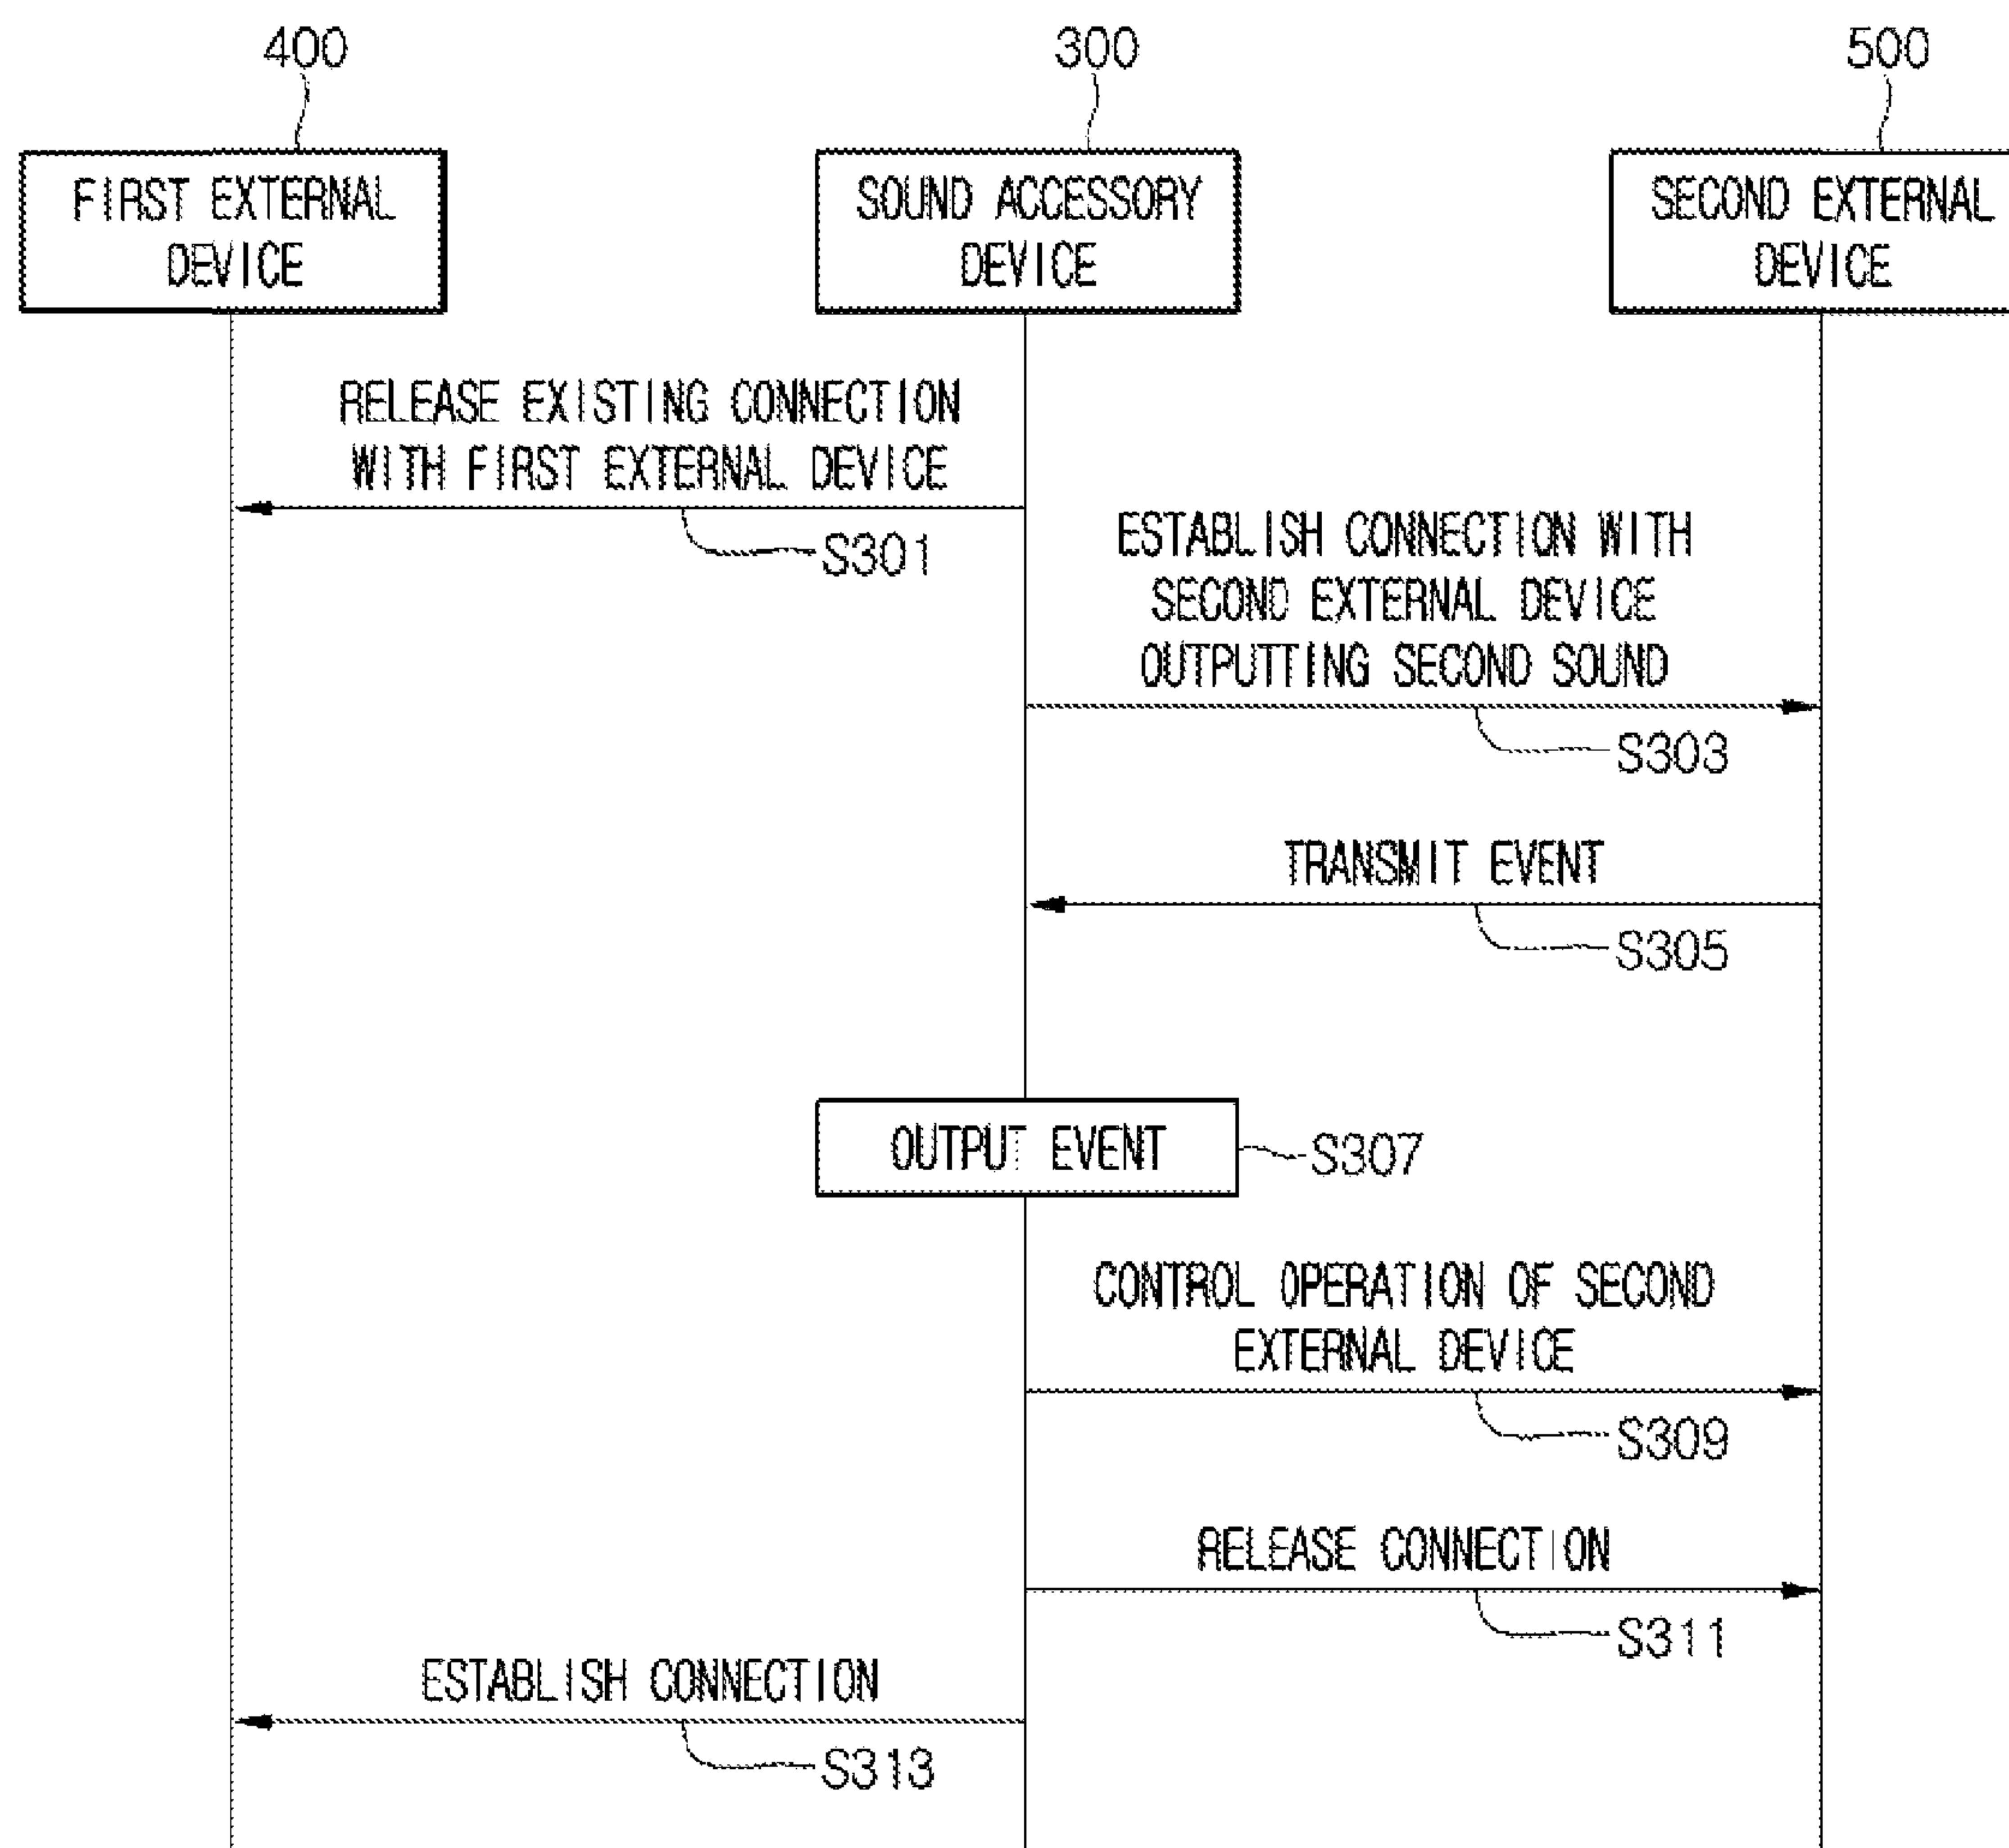 400
300
500
FIRST EXTERNAL
DEVICE
SOUND ACCESSORY
DEVICE
SECOND EXTERNAL
DEVICE
RELEASE EXISTING CONNECTION
WITH FIRST EXTERNAL DEVICE
S301
ESTABLISH CONNECTION WITH
SECOND EXTERNAL DEVICE
OUTPUTTING SECOND SOUND
S303
TRANSMIT EVENT
S305
OUTPUT EVENT
S307
CONTROL OPERATION OF SECOND
EXTERNAL DEVICE
S309
RELEASE CONNECTION
S311
ESTABLISH CONNECTION
S313